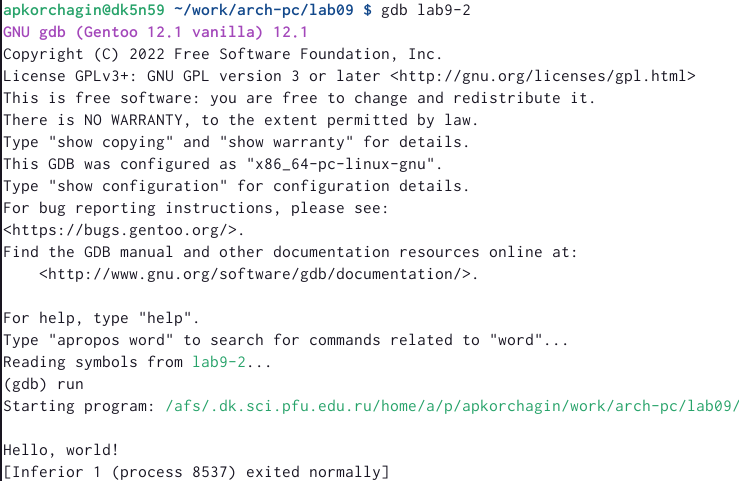 apkorchagin@dk5n59 ~/work/arch-pc/lab09 $ gdb lab9-2
GNU gdb (Gentoo 12.1 vanilla) 12.1
Copyright (C) 2022 Free Software Foundation, Inc.
License GPLv3+: GNU GPL version 3 or later <http://gnu.org/licenses/gpl.html>
This is free software: you are free to change and redistribute it.
There is NO WARRANTY, to the extent permitted by law.
Type "show copying" and "show warranty" for details.
This GDB was configured as "x86_64-pc-linux-gnu".
Type "show configuration" for configuration details.
For bug reporting instructions, please see:
<https://bugs.gentoo.org/>.
Find the GDB manual and other documentation resources online at:
    <http://www.gnu.org/software/gdb/documentation/>.

For help, type "help".
Type "apropos word" to search for commands related to "word"...
Reading symbols from lab9-2...
(gdb) run
Starting program: /afs/.dk.sci.pfu.edu.ru/home/a/p/apkorchagin/work/arch-pc/lab09/

Hello, world!
[Inferior 1 (process 8537) exited normally]